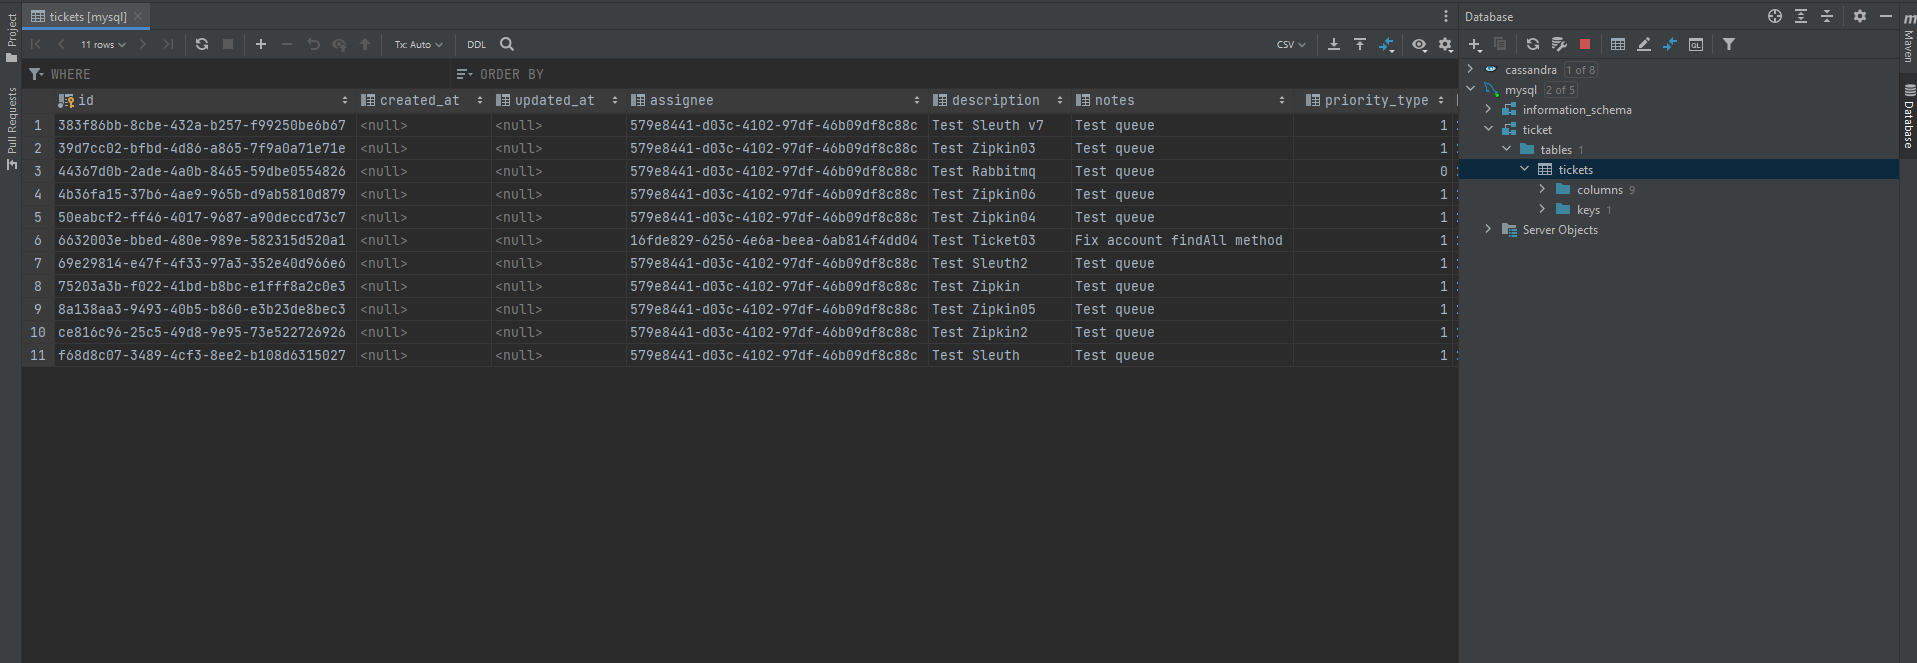 Project
Pull Requests
tickets [mysql]
11 rows
Tx: Auto
DDL
CSV
WHERE
ORDER BY
id created_at updated_at assignee description notes priority_type
1 383f86bb-8cbe-432a-b257-f99250be6b67 <null> <null> 579e8441-d03c-4102-97df-46b09df8c88c Test Sleuth v7 Test queue 1
2 39d7cc02-bfbd-4d86-a865-7f9a0a71e71e <null> <null> 579e8441-d03c-4102-97df-46b09df8c88c Test Zipkin03 Test queue 1
3 44367d0b-2ade-4a0b-8465-59dbe0554826 <null> <null> 579e8441-d03c-4102-97df-46b09df8c88c Test Rabbitmq Test queue 0
4 4b36fa15-37b6-4ae9-965b-d9ab5810d879 <null> <null> 579e8441-d03c-4102-97df-46b09df8c88c Test Zipkin06 Test queue 1
5 50eabcf2-ff46-4017-9687-a90deccd73c7 <null> <null> 579e8441-d03c-4102-97df-46b09df8c88c Test Zipkin04 Test queue 1
6 6632003e-bbed-480e-989e-582315d520a1 <null> <null> 16fde829-6256-4e6a-beea-6ab814f4dd04 Test Ticket03 Fix account findAll method 1
7 69e29814-e47f-4f33-97a3-352e40d966e6 <null> <null> 579e8441-d03c-4102-97df-46b09df8c88c Test Sleuth2 Test queue 1
8 75203a3b-f022-41bd-b8bc-e1fff8a2c0e3 <null> <null> 579e8441-d03c-4102-97df-46b09df8c88c Test Zipkin Test queue 1
9 8a138aa3-9493-40b5-b860-e3b23de8bec3 <null> <null> 579e8441-d03c-4102-97df-46b09df8c88c Test Zipkin05 Test queue 1
10 ce816c96-25c5-49d8-9e95-73e522726926 <null> <null> 579e8441-d03c-4102-97df-46b09df8c88c Test Zipkin2 Test queue 1
11 f68d8c07-3489-4cf3-8ee2-b108d6315027 <null> <null> 579e8441-d03c-4102-97df-46b09df8c88c Test Sleuth Test queue 1
Database
QL
cassandra 1 of 8
mysql 2 of 5
information_schema
ticket
tables 1
tickets
columns 9
keys 1
Server Objects
m
Maven
Database